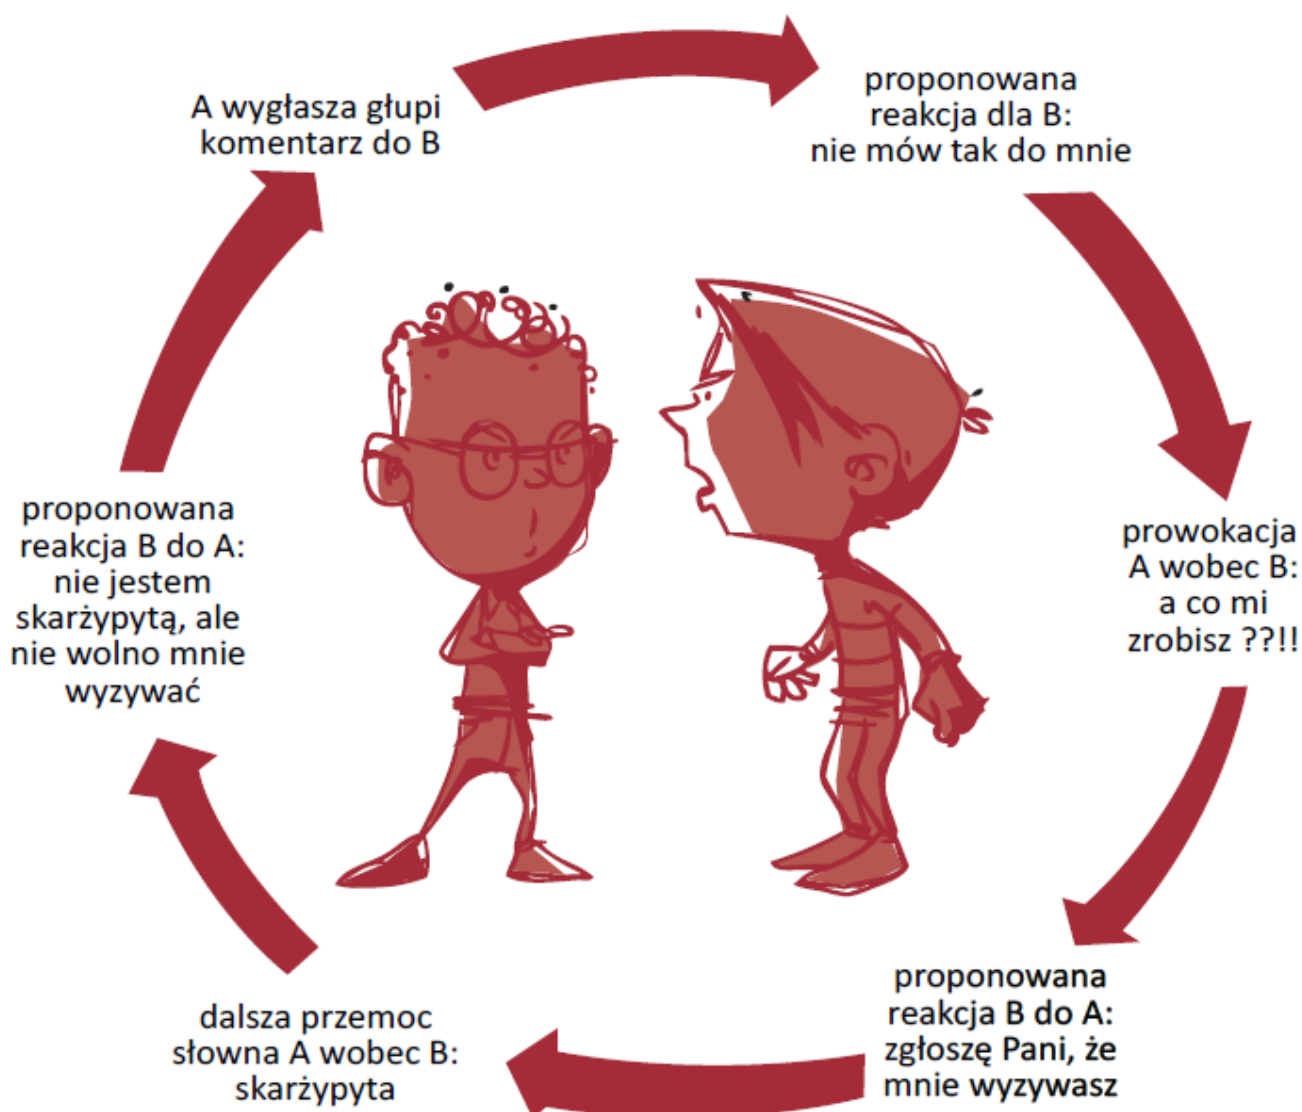 A wygłasza głupi
komentarz do B
proponowana
reakcja dla B:
nie mów tak do mnie
prowokacja
A wobec B:
a co mi
zrobisz ??!!
proponowana
reakcja B do A:
zgłoszę Pani, że
mnie wyzywasz
dalsza przemoc
słowna A wobec B:
skarżypyta
proponowana
reakcja B do A:
nie jestem
skarżypytą, ale
nie wolno mnie
wyzywać